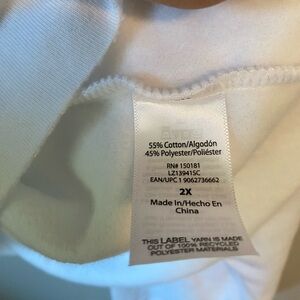 55% Cotton/Algodón
45% Polyester/Poliéster
RN# 150181
LZ13941SC
EAN/UPC 1 9062736662
2X
Made In/Hecho En
China
THIS LABEL YARN IS MADE
OUT OF 100% RECYCLED
POLYESTER MATERIALS